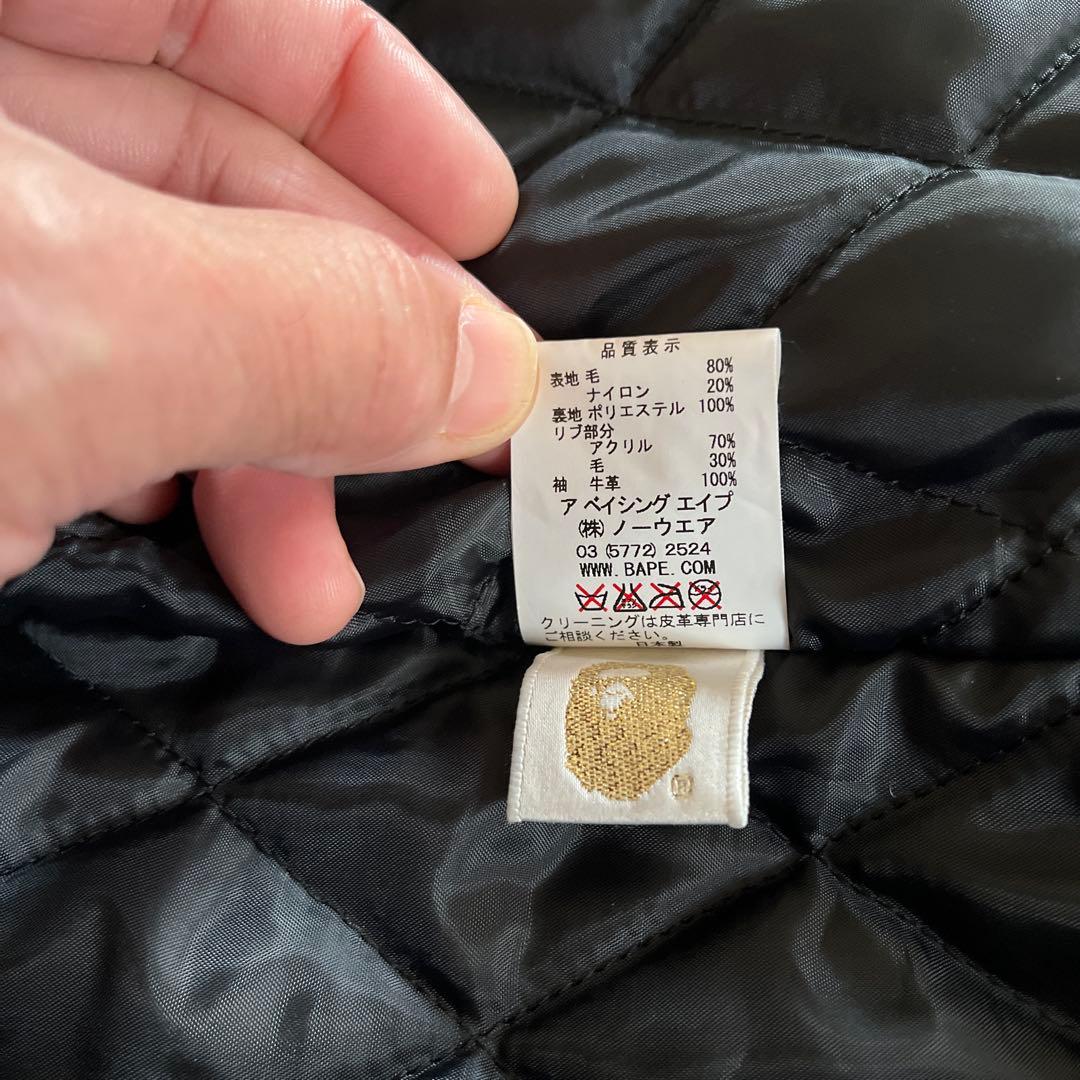 品質表示
表地 毛 80%
ナイロン 20%
裏地 ポリエステル 100%
リブ部分
アクリル 70%
毛 30%
袖 牛革 100%
ア ベイシング エイプ
㈱ ノーウエア
03 (5772) 2524
WWW.BAPE.COM
クリーニングは皮革専門店に
ご相談ください。
日本製